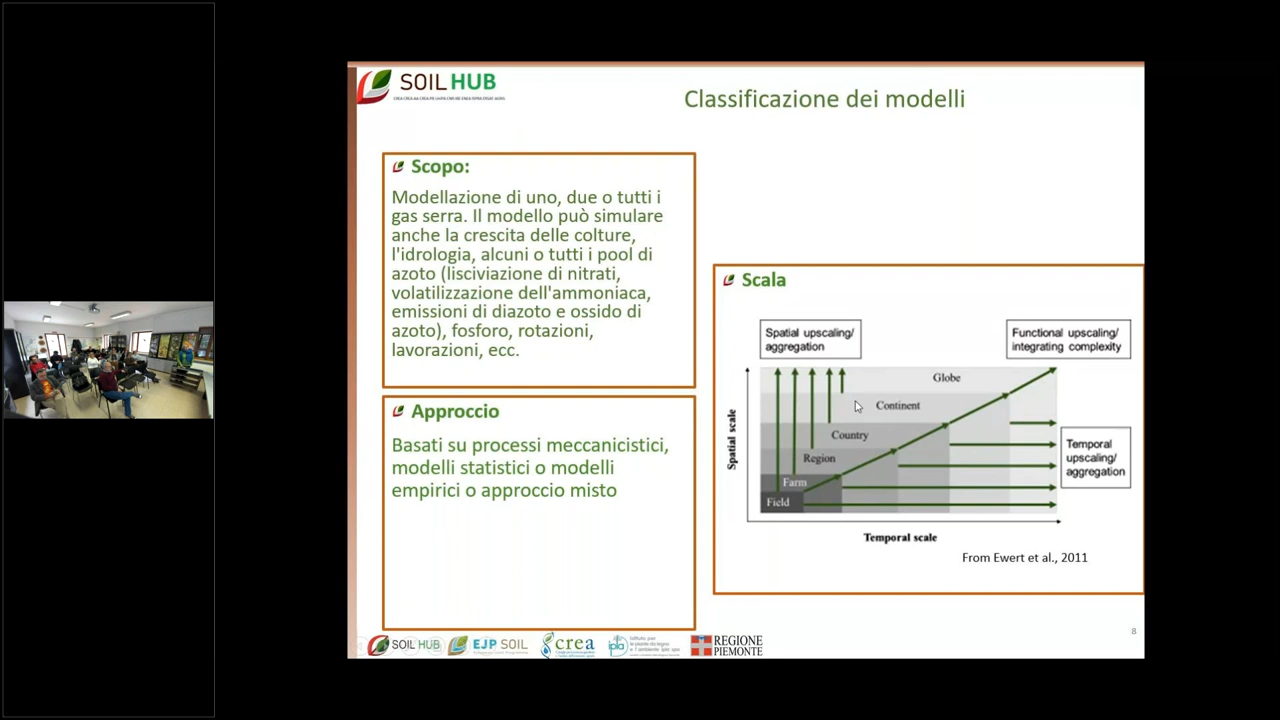 SOIL HUB
Classificazione dei modelli
Scopo:
Modellazione di uno, due o tutti i
gas serra. Il modello può simulare
anche la crescita delle colture,
l'idrologia, alcuni o tutti i pool di
azoto (lisciviazione di nitrati,
volatilizzazione dell'ammoniaca,
emissioni di diazoto e ossido di
azoto), fosforo, rotazioni,
lavorazioni, ecc.
Approccio
Basati su processi meccanicistici,
modelli statistici o modelli
empirici o approccio misto
Scala
Spatial upscaling/
aggregation
Functional upscaling/
integrating complexity
Globe
Continent
Country
Region
Farm
Field
Spatial scale
Temporal
upscaling/
aggregation
Temporal scale
From Ewert et al., 2011
8
SOIL HUB
EJP SOIL
crea
ipla
REGIONE
PIEMONTE